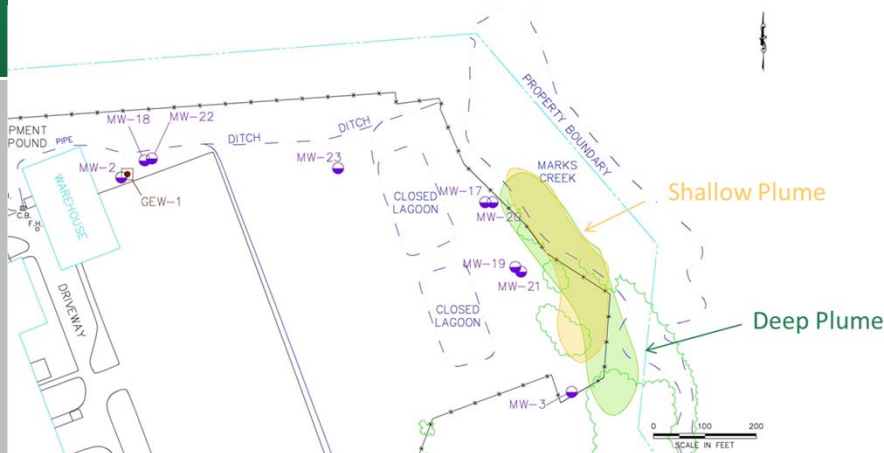 MW-18
MW-22
PMENT
POUND
PIPE
DITCH
DITCH
PROPERTY BOUNDARY
MW-2
MW-23
MARKS
CREEK
WAREHOUSE
GEW-1
CLOSED
LAGOON
MW-17
MW-20
Shallow Plume
C.B.
F.H.
MW-19
MW-21
DRIVEWAY
CLOSED
LAGOON
Deep Plume
MW-3
0 100 200
SCALE IN FEET